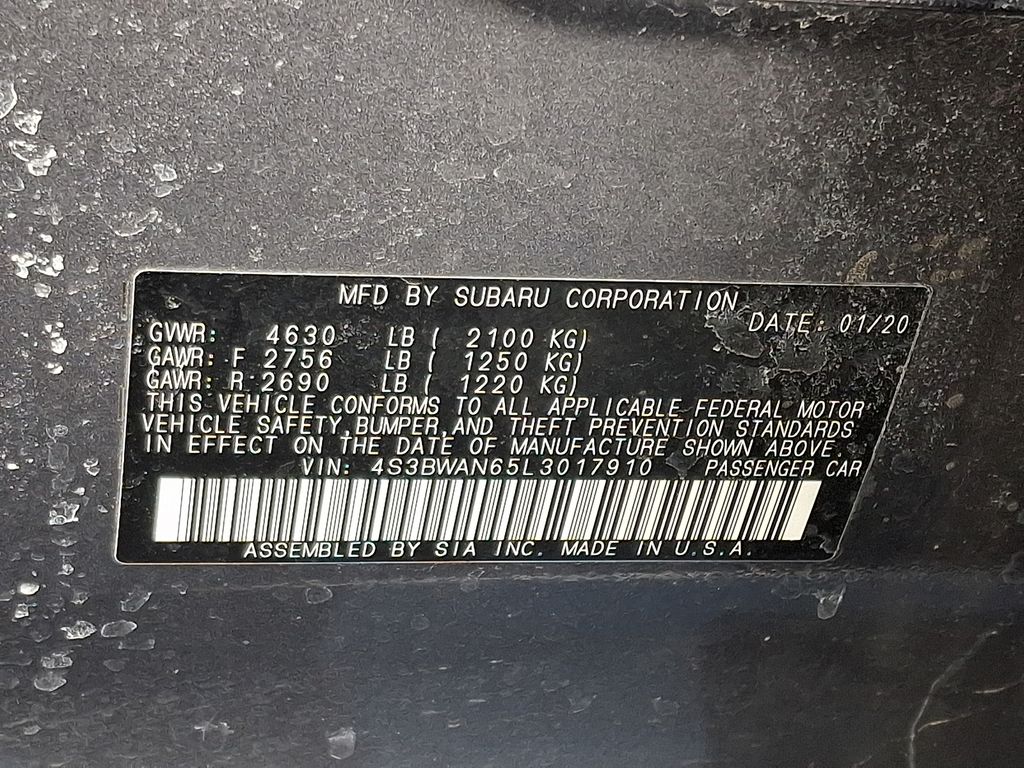 MFD BY SUBARU CORPORATION
DATE: 01/20
GVWR: 4630 LB ( 2100 KG)
GAWR: F 2756 LB ( 1250 KG)
GAWR: R 2690 LB ( 1220 KG)
THIS VEHICLE CONFORMS TO ALL APPLICABLE FEDERAL MOTOR
VEHICLE SAFETY,BUMPER,AND THEFT PREVENTION STANDARDS
IN EFFECT ON THE DATE OF MANUFACTURE SHOWN ABOVE.
VIN: 4S3BWAN65L3017910 PASSENGER CAR
ASSEMBLED BY SIA INC. MADE IN U.S.A.